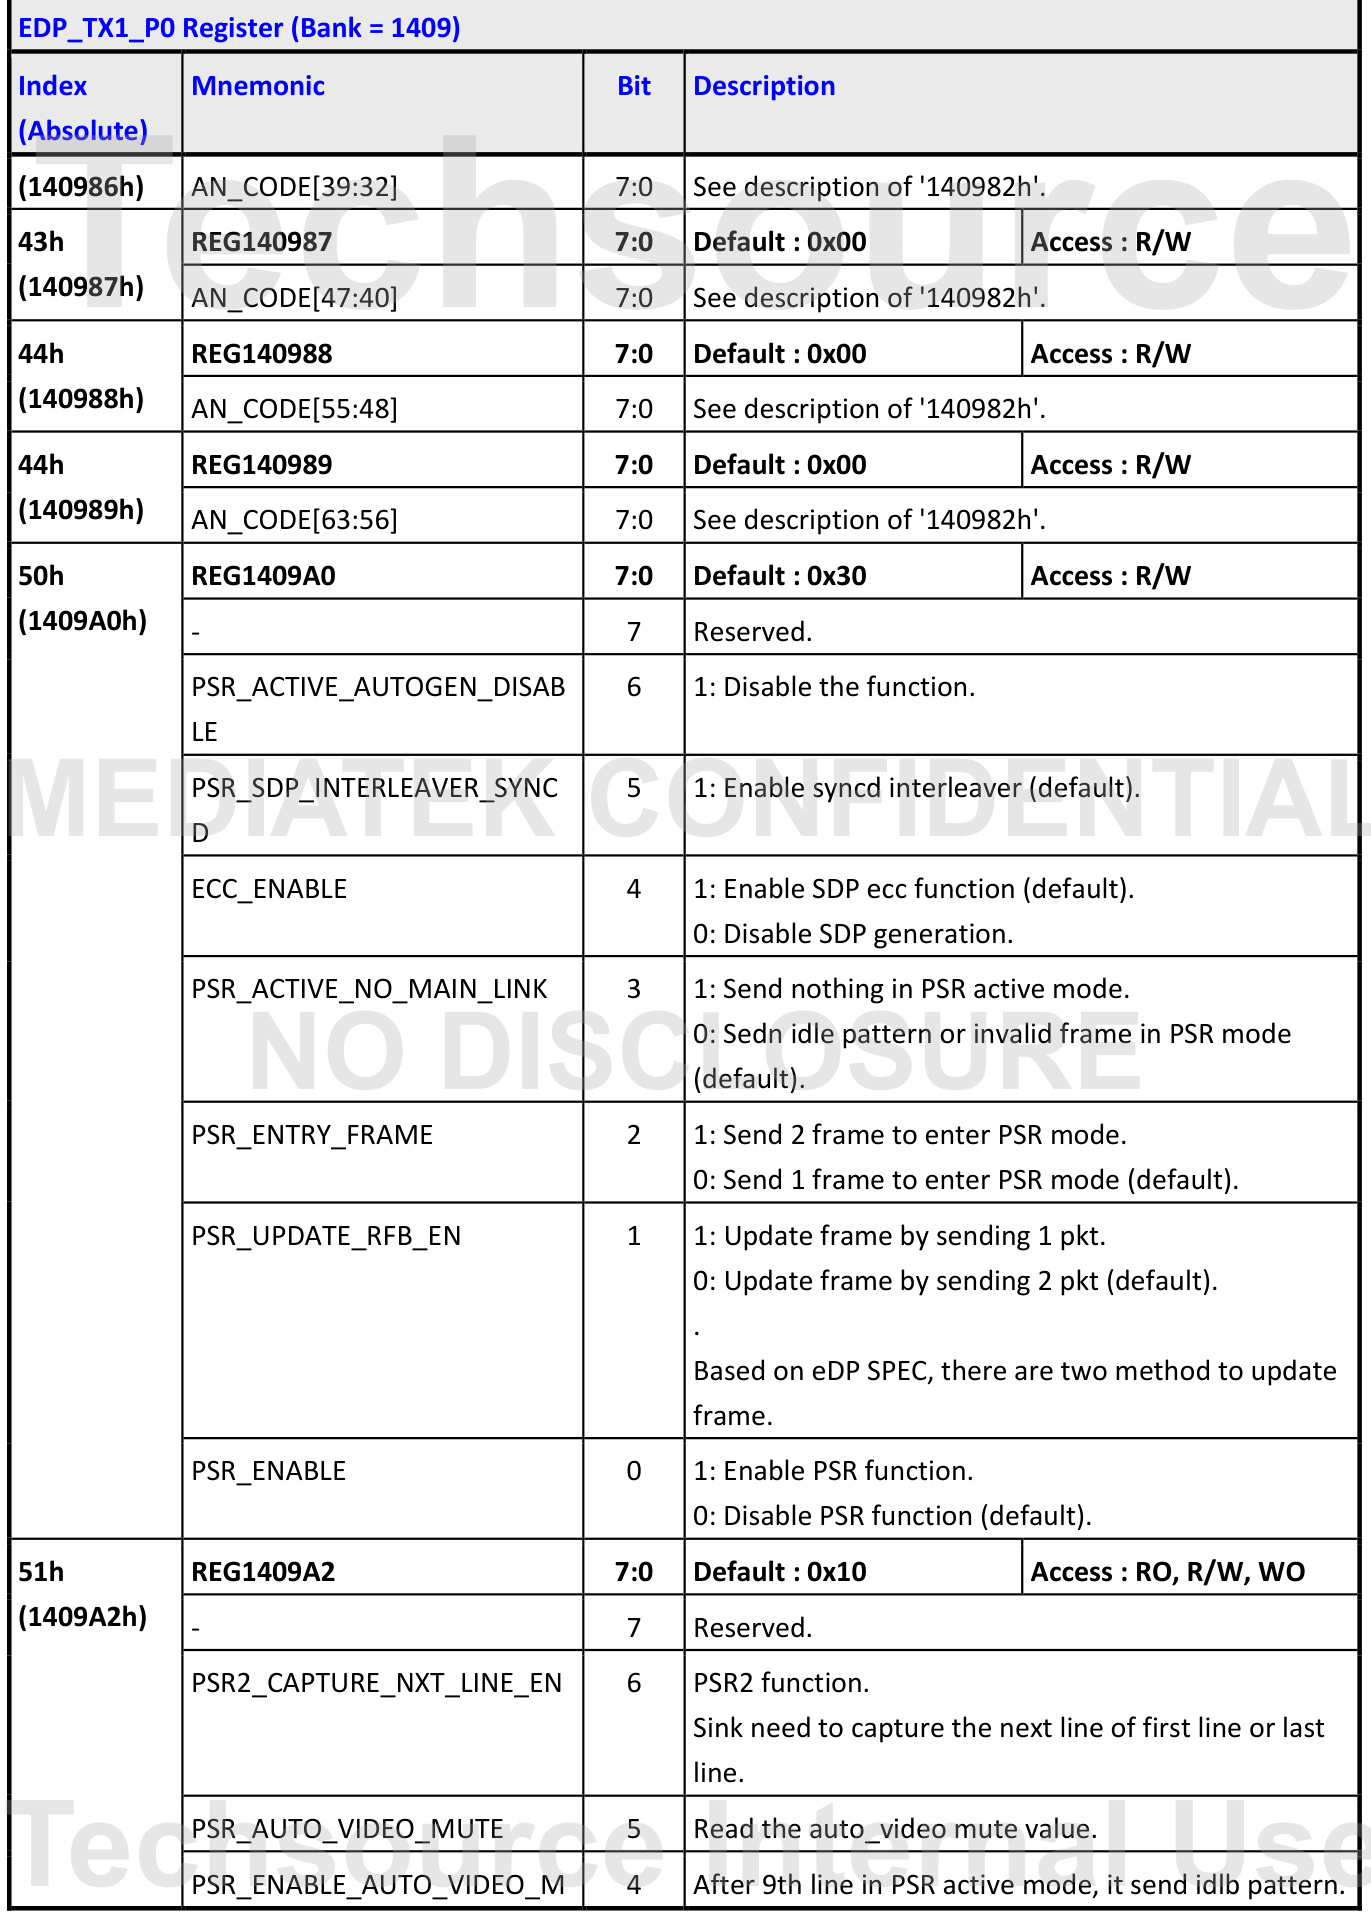 EDP_TX1_P0 Register (Bank = 1409)
Index (Absolute) Mnemonic Bit Description
(140986h) AN_CODE[39:32] 7:0 See description of '140982h'.
43h (140987h) REG140987 7:0 Default : 0x00 Access : R/W
AN_CODE[47:40] 7:0 See description of '140982h'.
44h (140988h) REG140988 7:0 Default : 0x00 Access : R/W
AN_CODE[55:48] 7:0 See description of '140982h'.
44h (140989h) REG140989 7:0 Default : 0x00 Access : R/W
AN_CODE[63:56] 7:0 See description of '140982h'.
50h (1409A0h) REG1409A0 7:0 Default : 0x30 Access : R/W
- 7 Reserved.
PSR_ACTIVE_AUTOGEN_DISAB 6 1: Disable the function.
LE
PSR_SDP_INTERLEAVER_SYNC 5 1: Enable syncd interleaver (default).
D
ECC_ENABLE 4 1: Enable SDP ecc function (default).
0: Disable SDP generation.
PSR_ACTIVE_NO_MAIN_LINK 3 1: Send nothing in PSR active mode.
0: Sedn idle pattern or invalid frame in PSR mode
(default).
PSR_ENTRY_FRAME 2 1: Send 2 frame to enter PSR mode.
0: Send 1 frame to enter PSR mode (default).
PSR_UPDATE_RFB_EN 1 1: Update frame by sending 1 pkt.
0: Update frame by sending 2 pkt (default).
.
Based on eDP SPEC, there are two method to update
frame.
PSR_ENABLE 0 1: Enable PSR function.
0: Disable PSR function (default).
51h (1409A2h) REG1409A2 7:0 Default : 0x10 Access : RO, R/W, WO
- 7 Reserved.
PSR2_CAPTURE_NXT_LINE_EN 6 PSR2 function.
Sink need to capture the next line of first line or last
line.
PSR_AUTO_VIDEO_MUTE 5 Read the auto_video mute value.
PSR_ENABLE_AUTO_VIDEO_M 4 After 9th line in PSR active mode, it send idlb pattern.
Techsource
MEDIATEK CONFIDENTIAL
NO DISCLOSURE
Techsource Internal Use